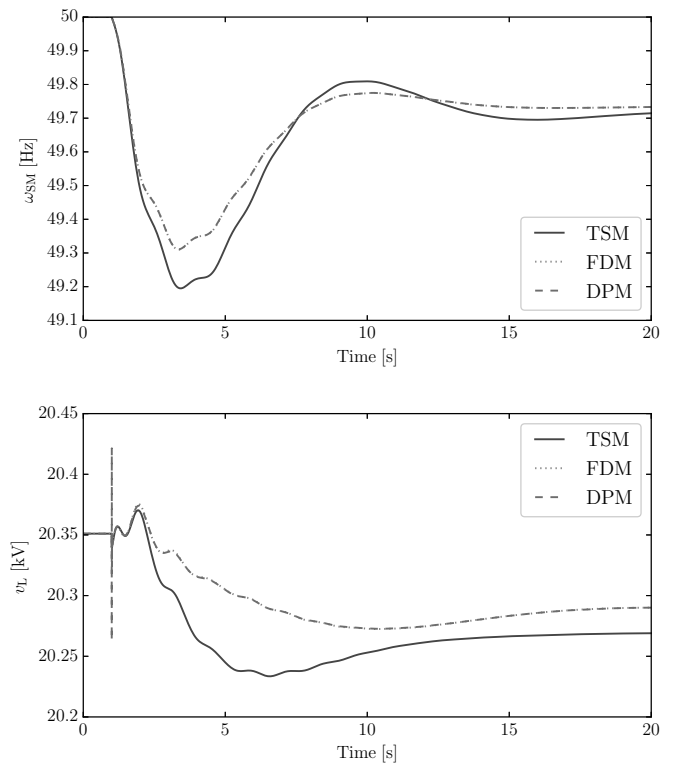 50
49.9
49.8
49.7
49.6
49.5
49.4
49.3
49.2
49.1
ωSM [Hz]
TSM
FDM
DPM
0 5 10 15 20
Time [s]
20.45
20.4
20.35
20.3
20.25
20.2
vL [kV]
TSM
FDM
DPM
0 5 10 15 20
Time [s]